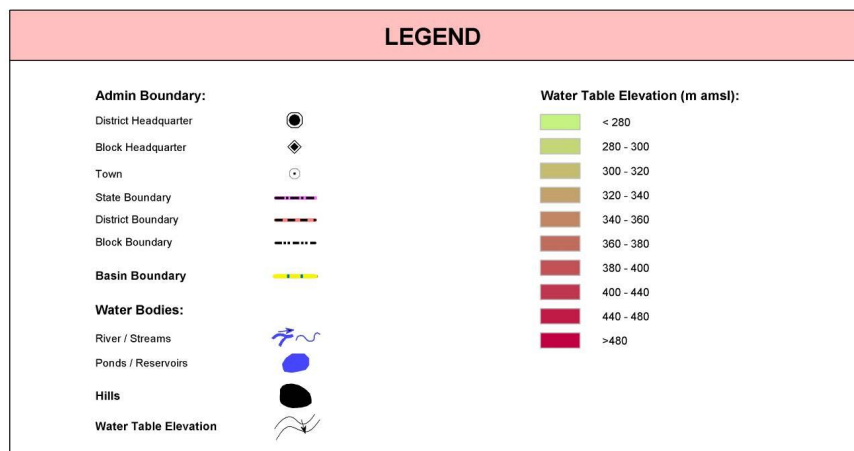 LEGEND
Admin Boundary:
District Headquarter
Block Headquarter
Town
State Boundary
District Boundary
Block Boundary
Basin Boundary
Water Bodies:
River / Streams
Ponds / Reservoirs
Hills
Water Table Elevation
Water Table Elevation (m amsl):
< 280
280 - 300
300 - 320
320 - 340
340 - 360
360 - 380
380 - 400
400 - 440
440 - 480
>480